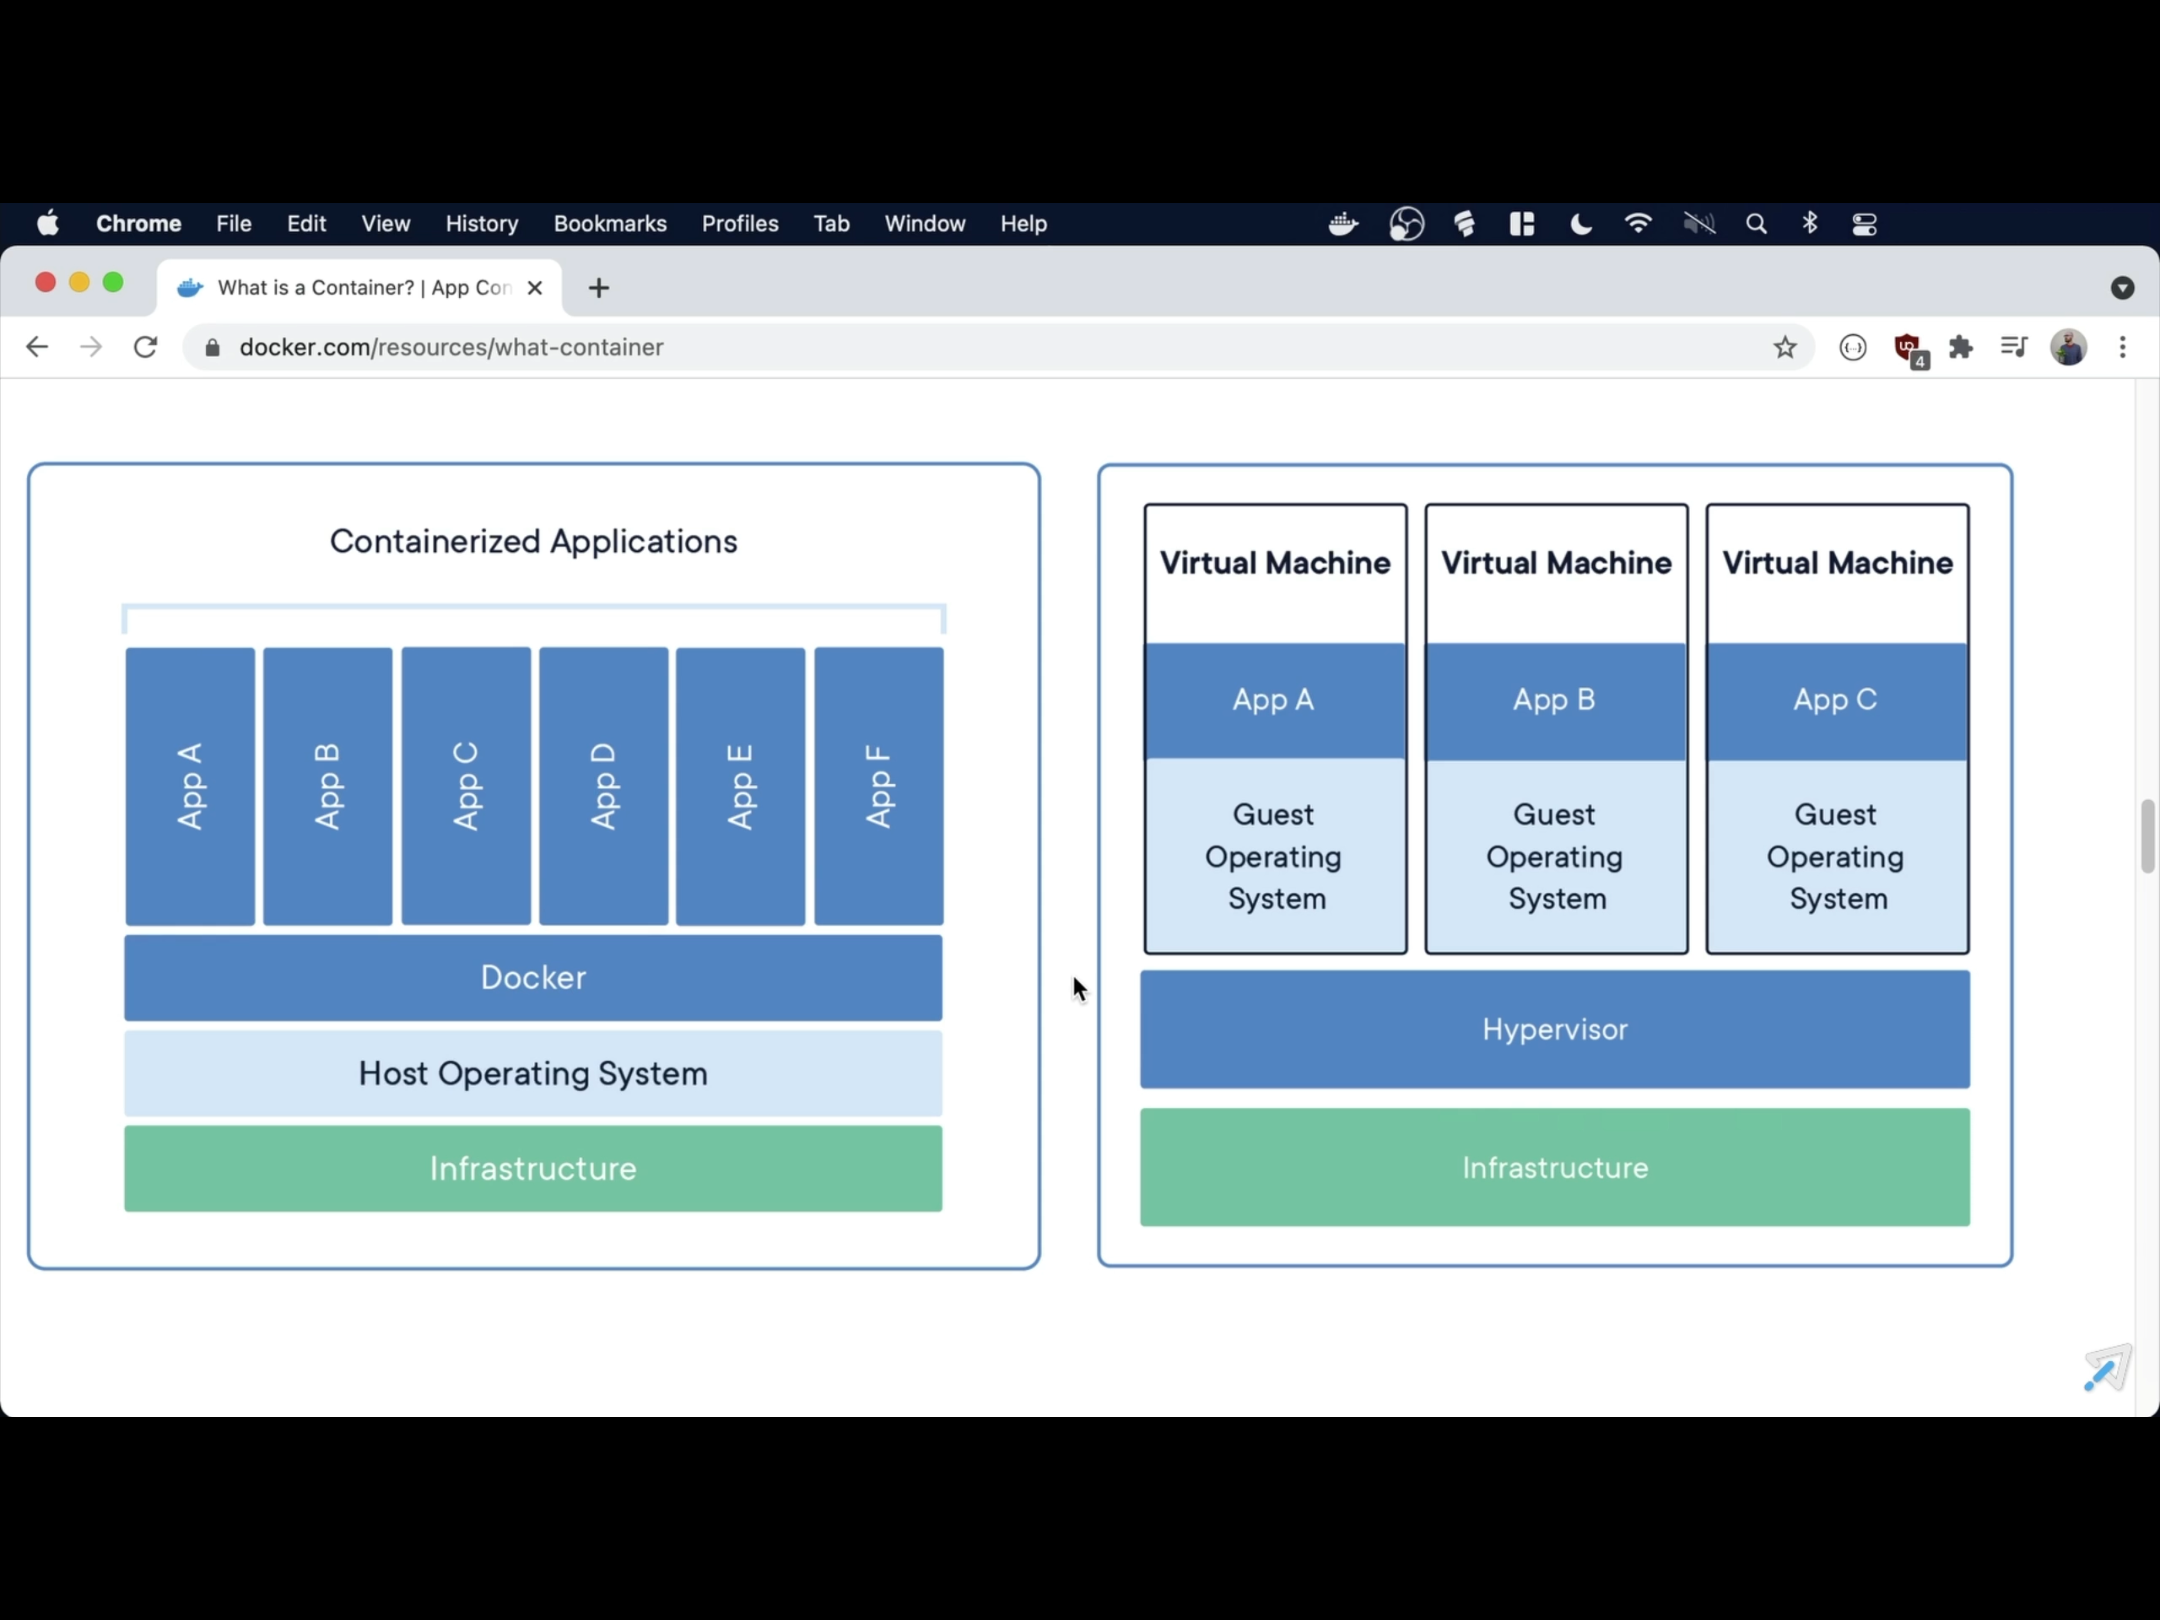 Chrome File Edit View History Bookmarks Profiles Tab Window Help
What is a Container? | App Con
docker.com/resources/what-container
4
Containerized Applications
App A
App B
App C
App D
App E
App F
Docker
Host Operating System
Infrastructure
Virtual Machine
App A
Guest
Operating
System
Virtual Machine
App B
Guest
Operating
System
Virtual Machine
App C
Guest
Operating
System
Hypervisor
Infrastructure